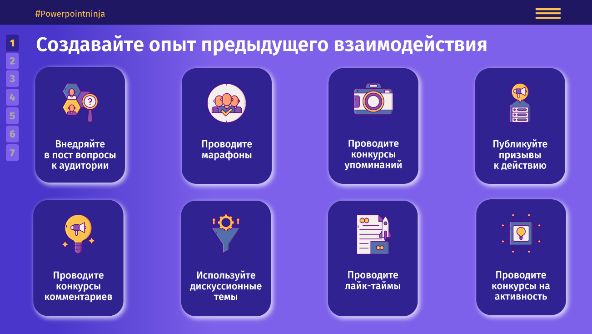 #Powerpointninja
Создавайте опыт предыдущего взаимодействия
1
2
3
4
5
6
7
Внедряйте
в пост вопросы
к аудитории
Проводите
марафоны
Проводите
конкурсы
упоминаний
Публикуйте
призывы
к действию
Проводите
конкурсы
комментариев
Используйте
дискуссионные
темы
Проводите
лайк-таймы
Проводите
конкурсы на
активность